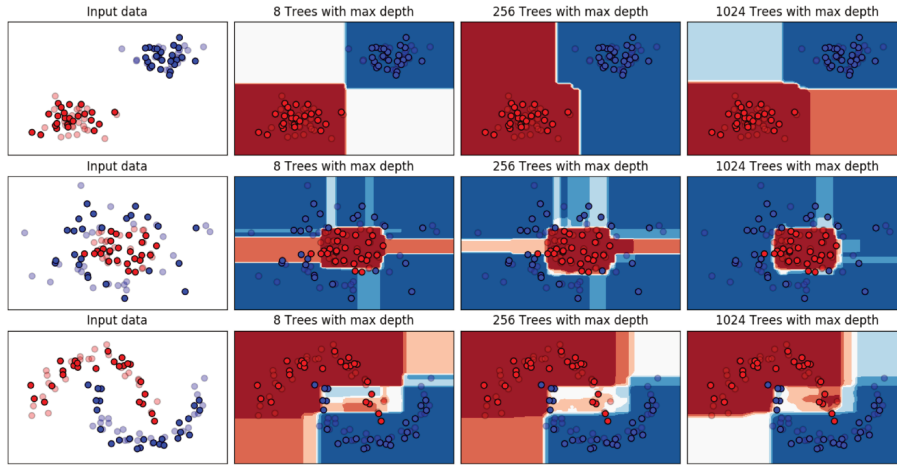 Input data
8 Trees with max depth
256 Trees with max depth
1024 Trees with max depth
Input data
8 Trees with max depth
256 Trees with max depth
1024 Trees with max depth
Input data
8 Trees with max depth
256 Trees with max depth
1024 Trees with max depth